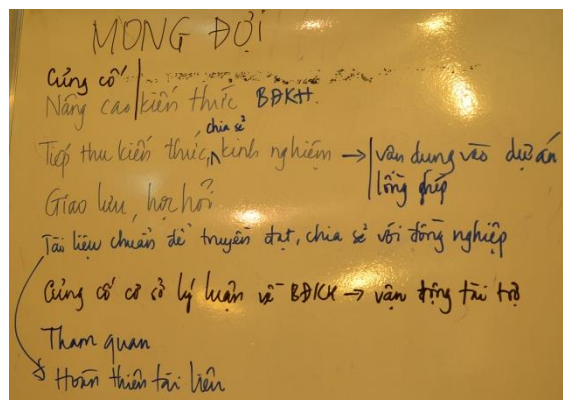 MONG ĐỢI
Củng cố
Nâng cao kiến thức BĐKH.
chia sẻ
Tiếp thu kiến thức, kinh nghiệm → vận dụng vào dự án
lồng ghép
Giao lưu, học hỏi
Tài liệu chuẩn để truyền đạt, chia sẻ với đồng nghiệp
Củng cố cơ sở lý luận về BĐKH → vận động tài trợ
Tham quan
Hoàn thiện tài liệu